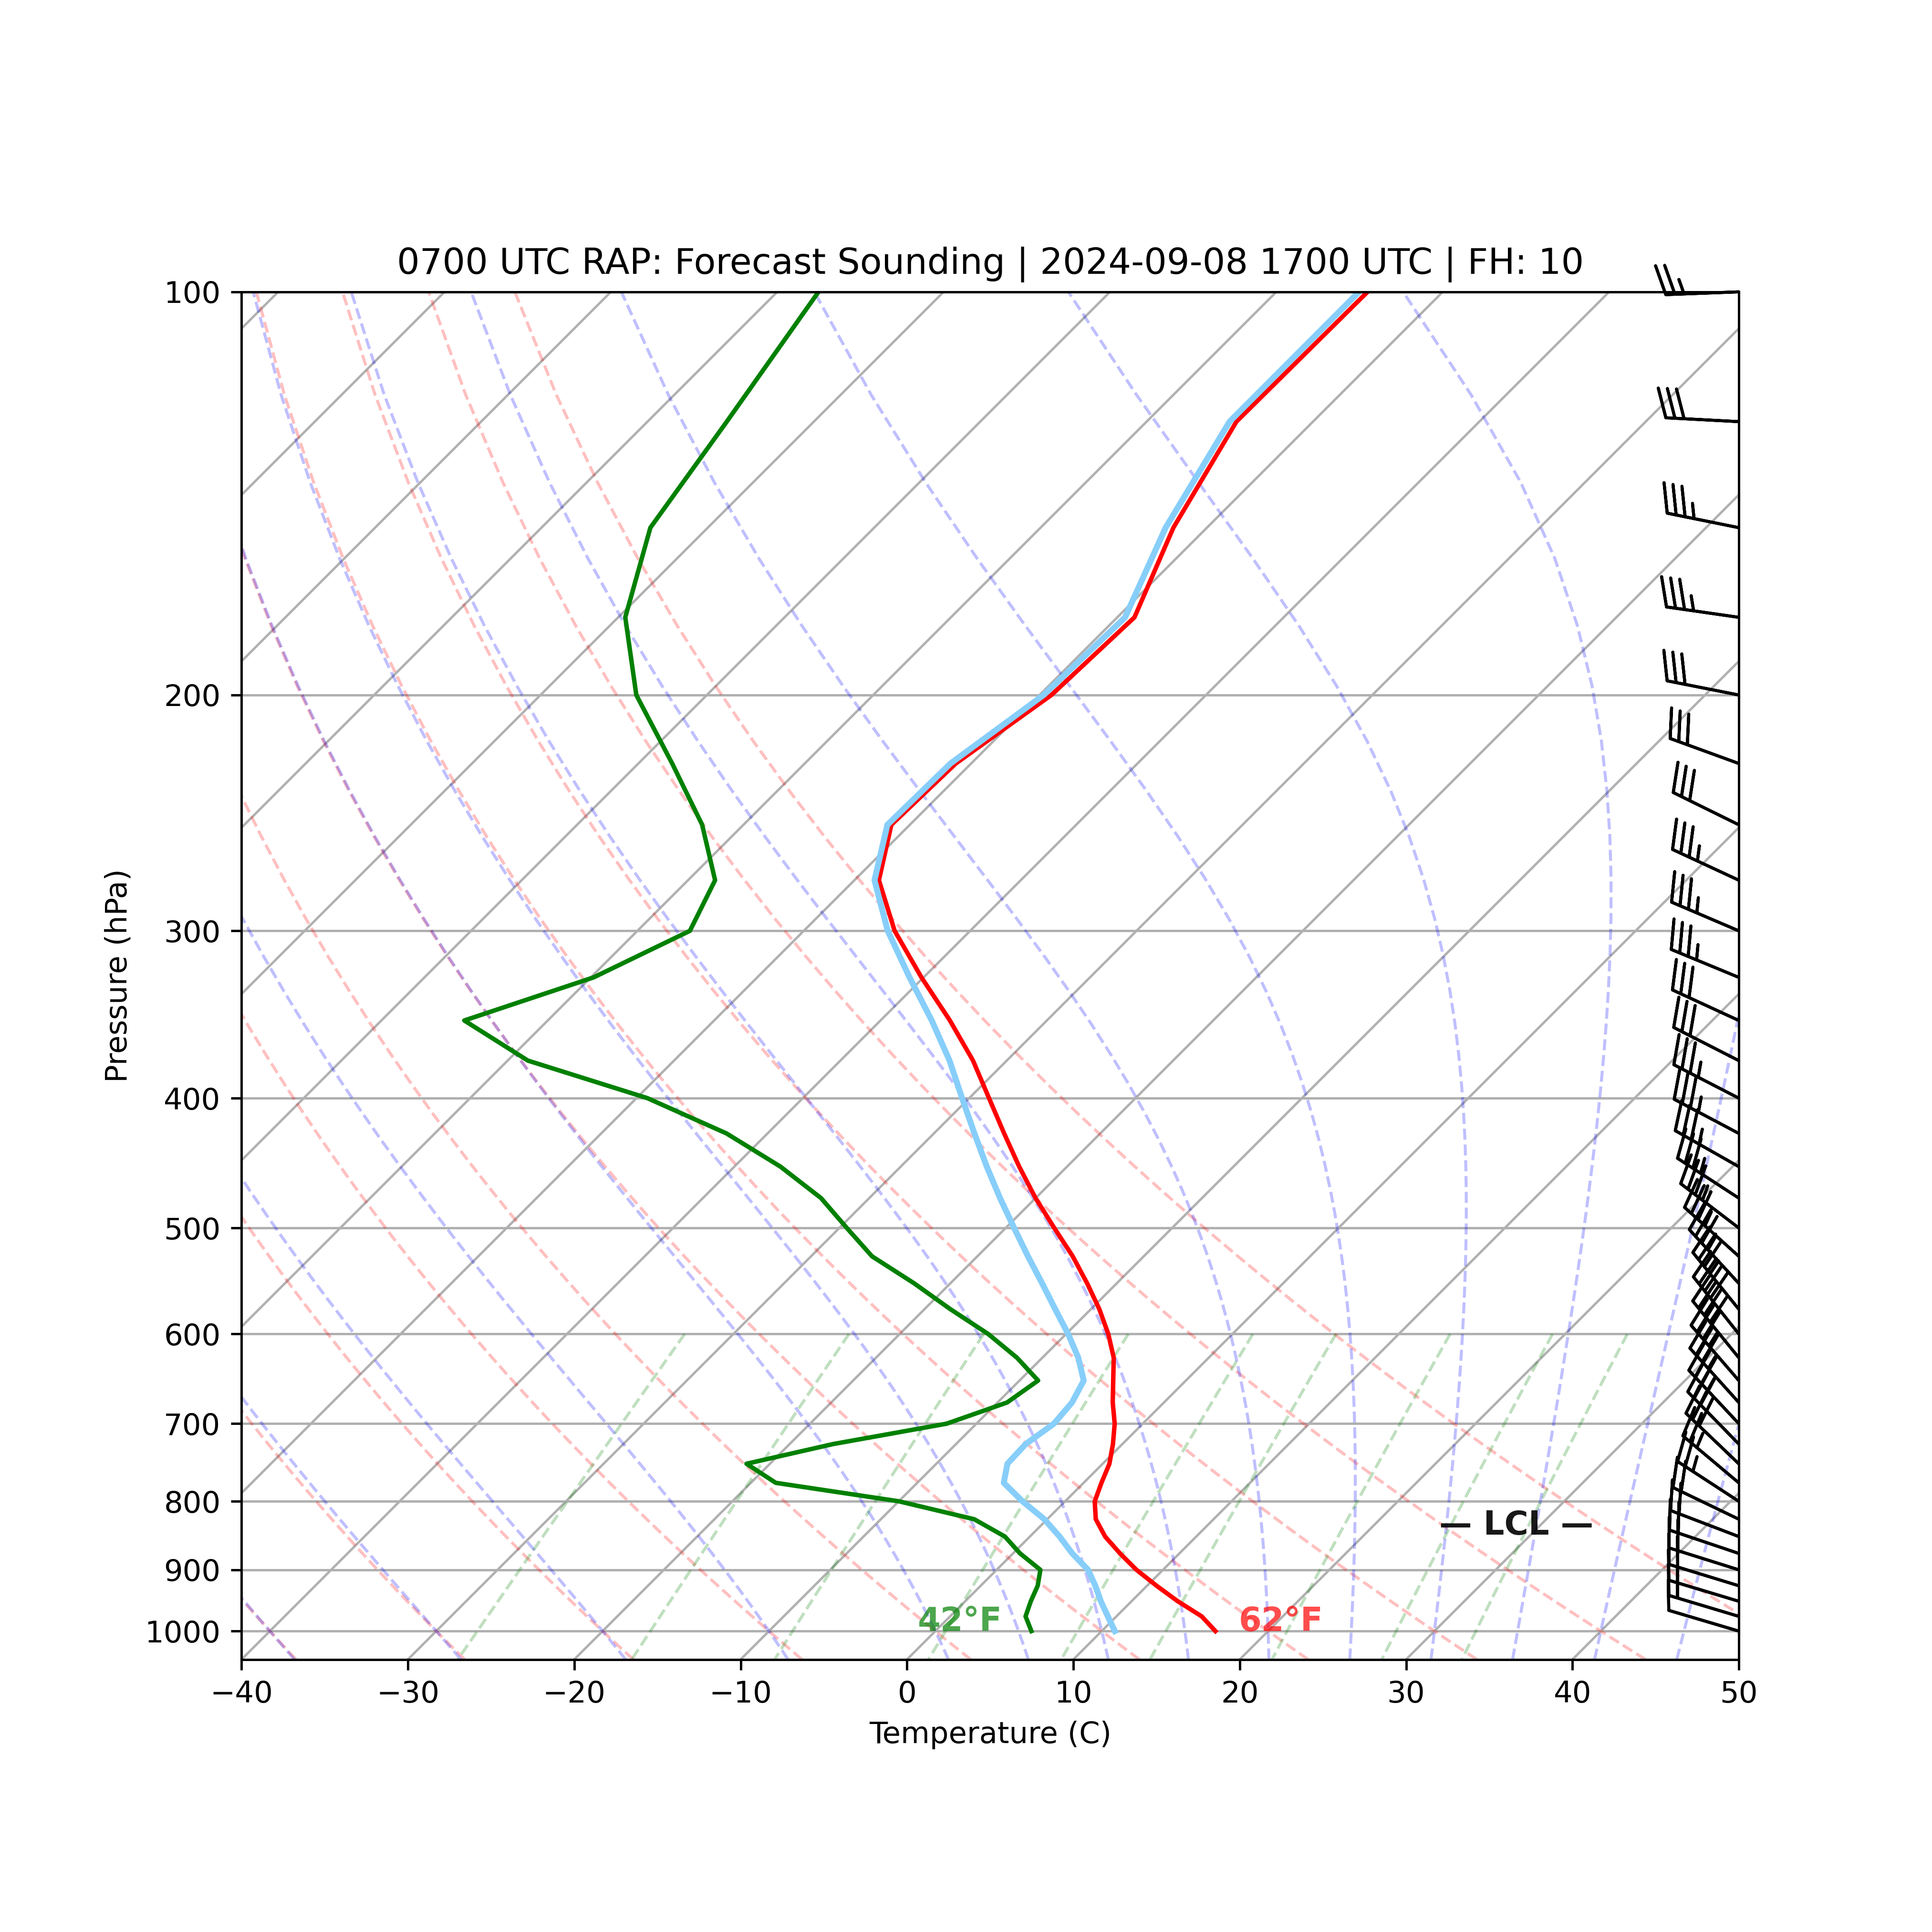 0700 UTC RAP: Forecast Sounding | 2024-09-08 1700 UTC | FH: 10
100
200
300
400
500
600
700
800
900
1000
Pressure (hPa)
— LCL —
42°F
62°F
−40 −30 −20 −10 0 10 20 30 40 50
Temperature (C)